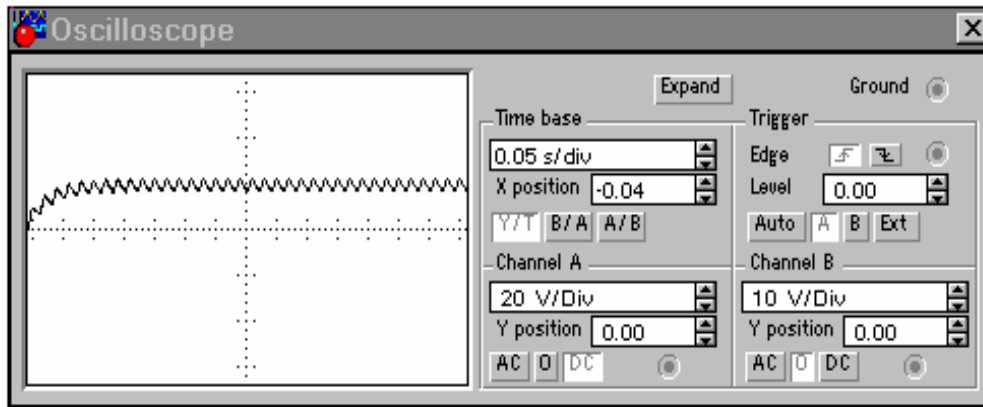 Oscilloscope
Expand
Ground
Time base
0.05 s/div
X position -0.04
Y/T B/A A/B
Trigger
Edge
Level 0.00
Auto A B Ext
Channel A
20 V/Div
Y position 0.00
AC 0 DC
Channel B
10 V/Div
Y position 0.00
AC 0 DC